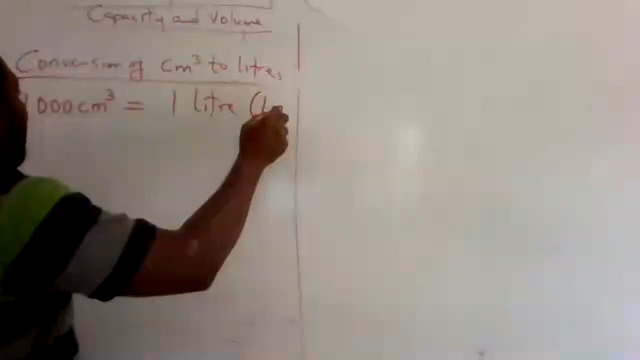 Capacity and Volume
Conversion of cm³ to litres
1000cm³ = 1 litre (L